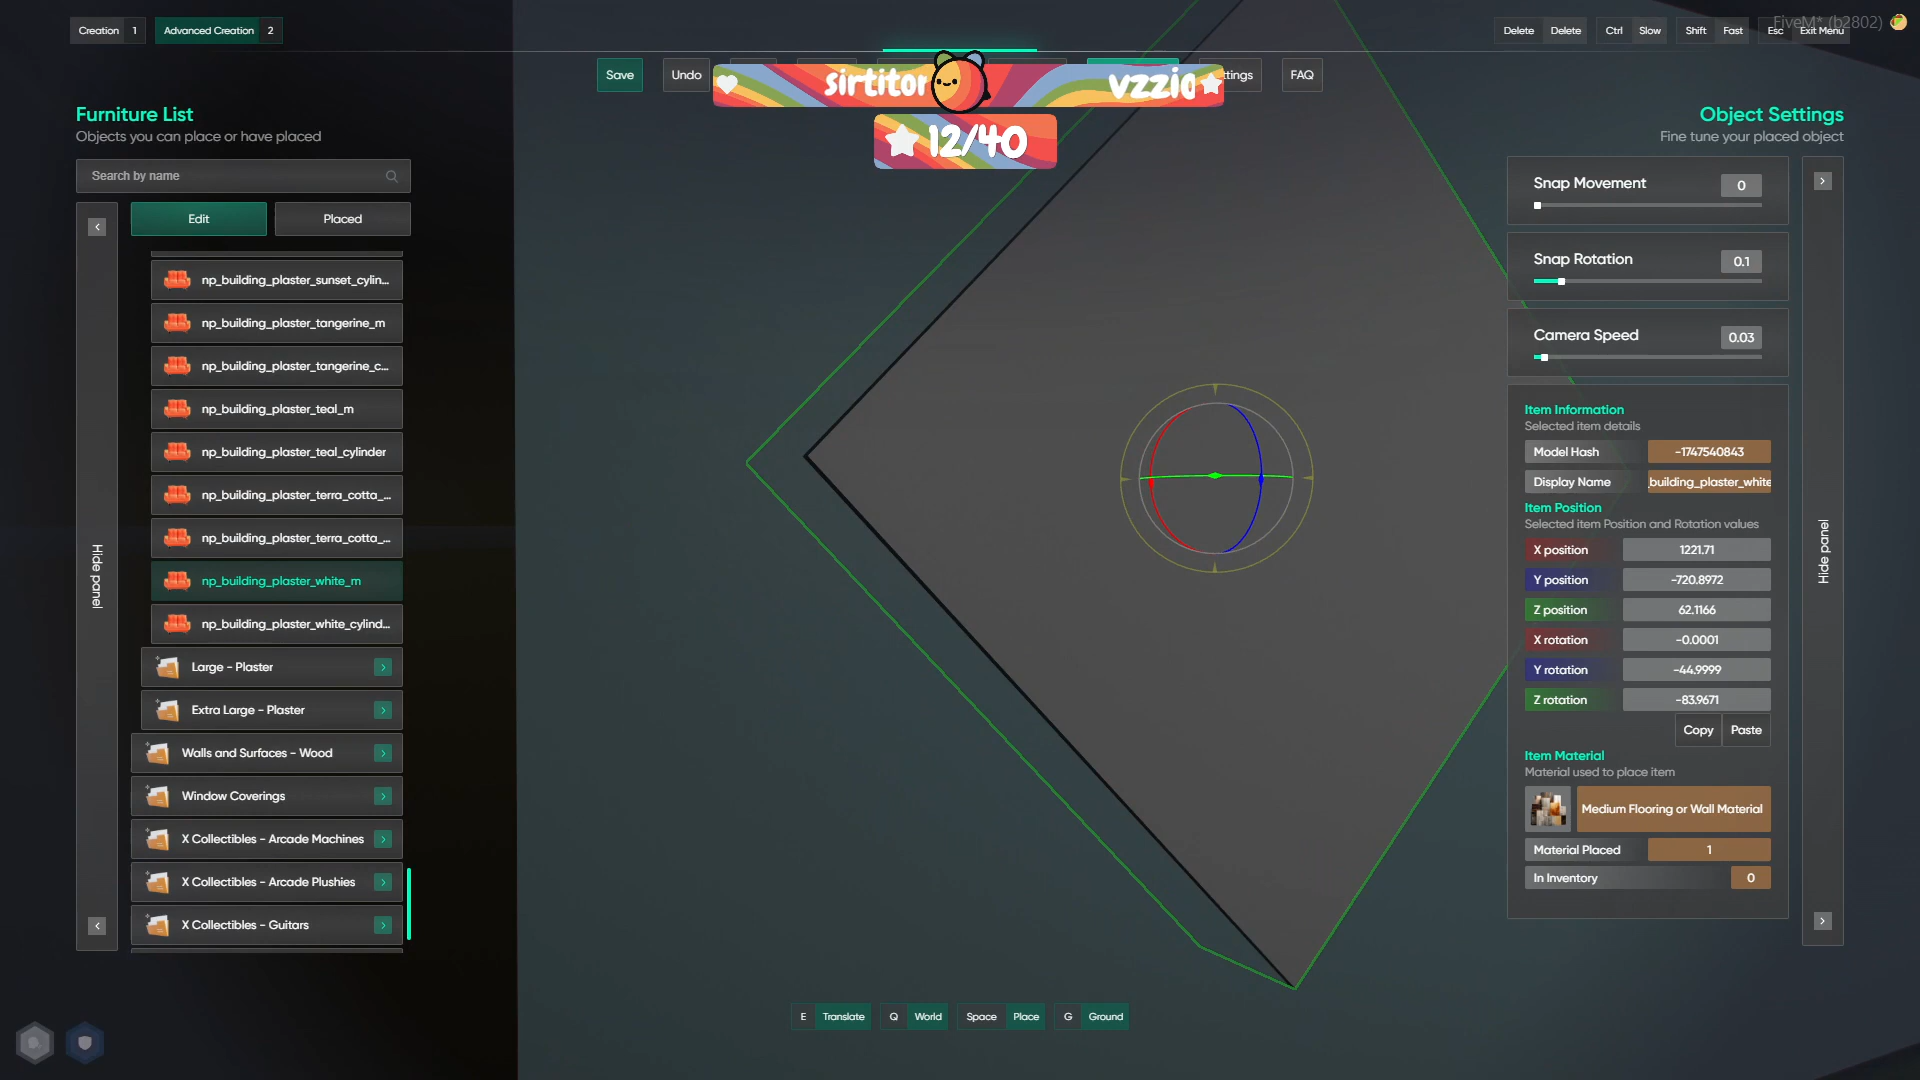 Creation 1
Advanced Creation 2
Delete Delete
Ctrl Slow
Shift Fast
Esc Exit Menu
FiveM* (b2802)
Save
Undo
FAQ
sirtitor
12/40
Furniture List
Objects you can place or have placed
Search by name
Edit
Placed
Hide panel
np_building_plaster_sunset_cylin...
np_building_plaster_tangerine_m
np_building_plaster_tangerine_c...
np_building_plaster_teal_m
np_building_plaster_teal_cylinder
np_building_plaster_terra_cotta_...
np_building_plaster_terra_cotta_...
np_building_plaster_white_m
np_building_plaster_white_cylind...
Large - Plaster
Extra Large - Plaster
Walls and Surfaces - Wood
Window Coverings
X Collectibles - Arcade Machines
X Collectibles - Arcade Plushies
X Collectibles - Guitars
E Translate
Q World
Space Place
G Ground
Object Settings
Fine tune your placed object
Snap Movement 0
Snap Rotation 0.1
Camera Speed 0.03
Item Information
Selected item details
Model Hash -1747540843
Display Name _building_plaster_white
Item Position
Selected item Position and Rotation values
X position 1221.71
Y position -720.8972
Z position 62.1166
X rotation -0.0001
Y rotation -44.9999
Z rotation -83.9671
Copy Paste
Item Material
Material used to place item
Medium Flooring or Wall Material
Material Placed 1
In Inventory 0
Hide panel